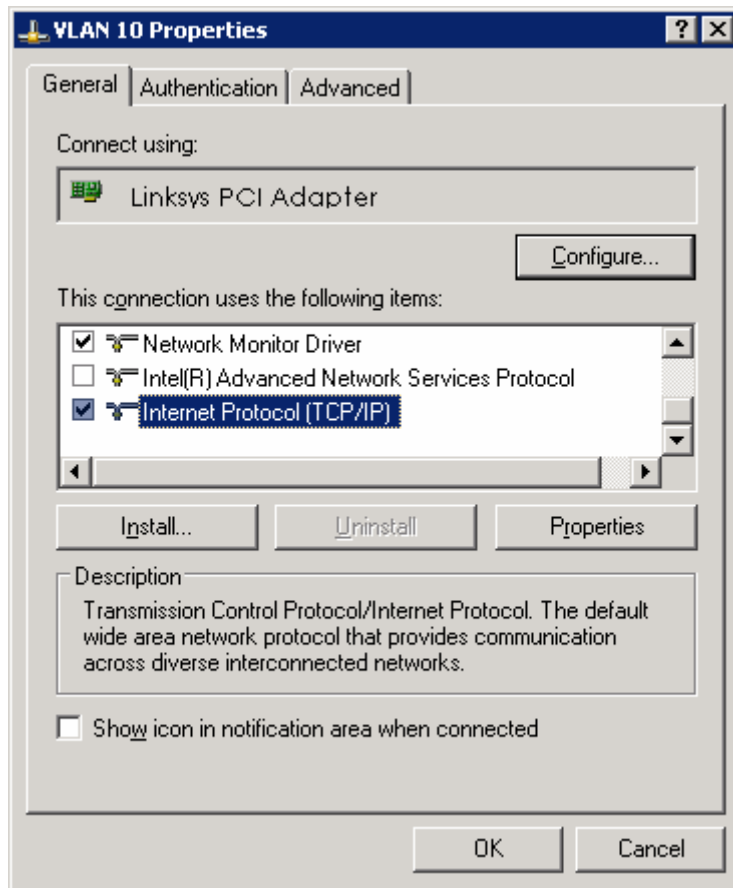 VLAN 10 Properties
General Authentication Advanced
Connect using:
Linksys PCI Adapter
Configure...
This connection uses the following items:
Network Monitor Driver
Intel(R) Advanced Network Services Protocol
Internet Protocol (TCP/IP)
Install... Uninstall Properties
Description
Transmission Control Protocol/Internet Protocol. The default
wide area network protocol that provides communication
across diverse interconnected networks.
Show icon in notification area when connected
OK Cancel